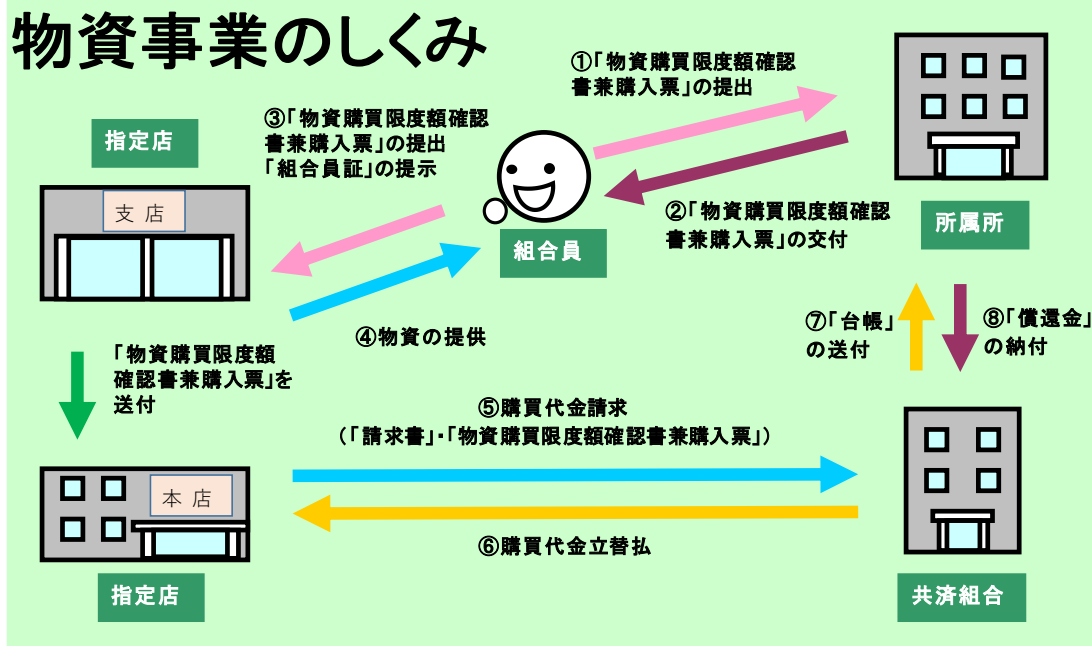 物資事業のしくみ
①「物資購買限度額確認
書兼購入票」の提出
③「物資購買限度額確認
書兼購入票」の提出
「組合員証」の提示
指定店
支店
組合員
②「物資購買限度額確認
書兼購入票」の交付
所属所
④物資の提供
⑦「台帳」
の送付
⑧「償還金」
の納付
「物資購買限度額
確認書兼購入票」を
送付
⑤購買代金請求
(「請求書」・「物資購買限度額確認書兼購入票」)
本店
⑥購買代金立替払
指定店
共済組合